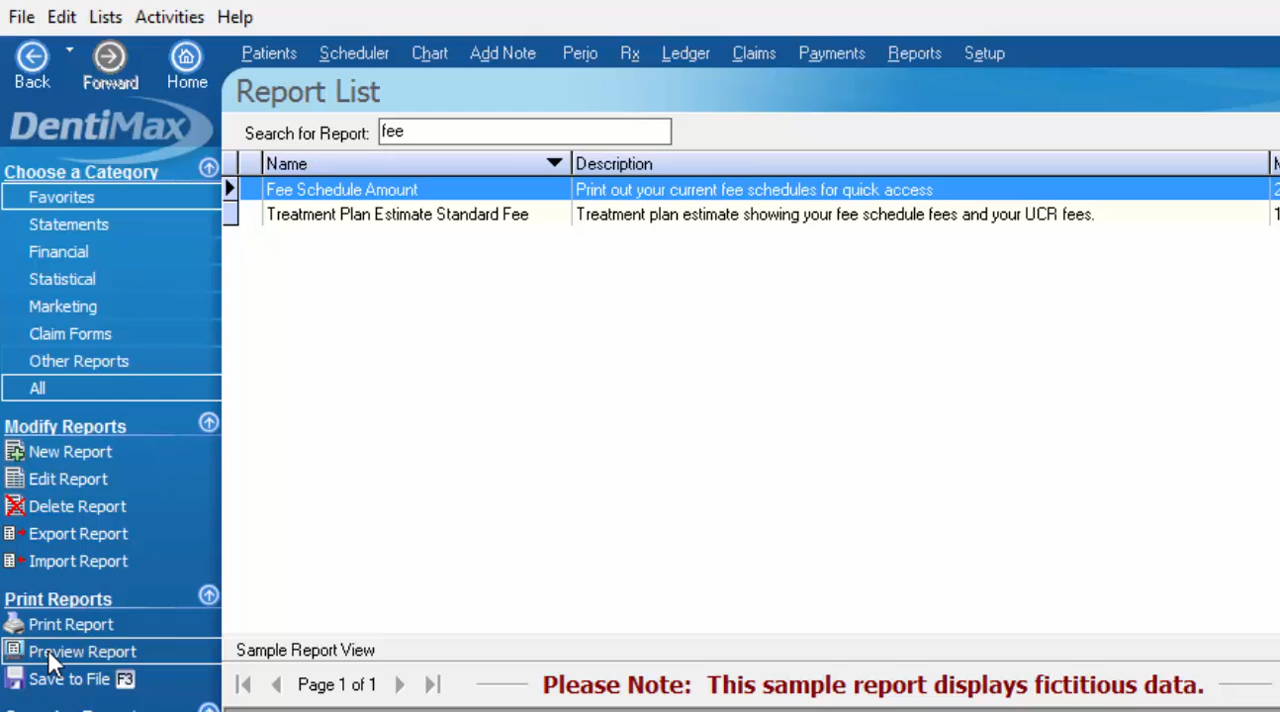 File Edit Lists Activities Help
Back Forward Home Patients Scheduler Chart Add Note Perio Rx Ledger Claims Payments Reports Setup
Report List
DentiMax
Search for Report: fee
Choose a Category
Favorites
Statements
Financial
Statistical
Marketing
Claim Forms
Other Reports
All
Modify Reports
New Report
Edit Report
Delete Report
Export Report
Import Report
Print Reports
Print Report
Preview Report
Save to File F3
Name Description
Fee Schedule Amount Print out your current fee schedules for quick access
Treatment Plan Estimate Standard Fee Treatment plan estimate showing your fee schedule fees and your UCR fees.
Sample Report View
Page 1 of 1 Please Note: This sample report displays fictitious data.